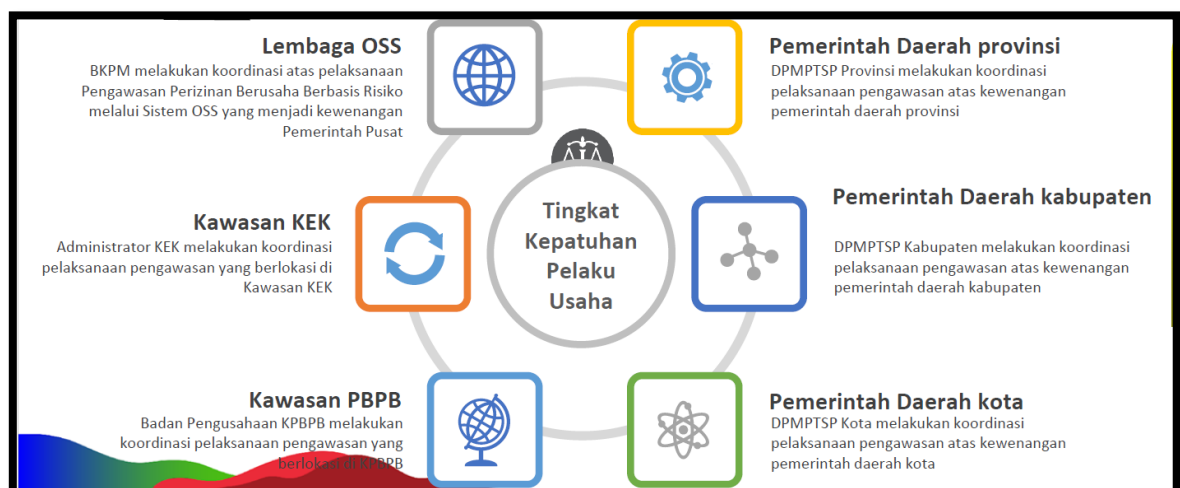 Lembaga OSS
BKPM melakukan koordinasi atas pelaksanaan
Pengawasan Perizinan Berusaha Berbasis Risiko
melalui Sistem OSS yang menjadi kewenangan
Pemerintah Pusat
Pemerintah Daerah provinsi
DPMPTSP Provinsi melakukan koordinasi
pelaksanaan pengawasan atas kewenangan
pemerintah daerah provinsi
Kawasan KEK
Administrator KEK melakukan koordinasi
pelaksanaan pengawasan yang berlokasi di
Kawasan KEK
Tingkat
Kepatuhan
Pelaku
Usaha
Pemerintah Daerah kabupaten
DPMPTSP Kabupaten melakukan koordinasi
pelaksanaan pengawasan atas kewenangan
pemerintah daerah kabupaten
Kawasan PBPB
Badan Pengusahaan KPBPB melakukan
koordinasi pelaksanaan pengawasan yang
berlokasi di KPBPB
Pemerintah Daerah kota
DPMPTSP Kota melakukan koordinasi
pelaksanaan pengawasan atas kewenangan
pemerintah daerah kota